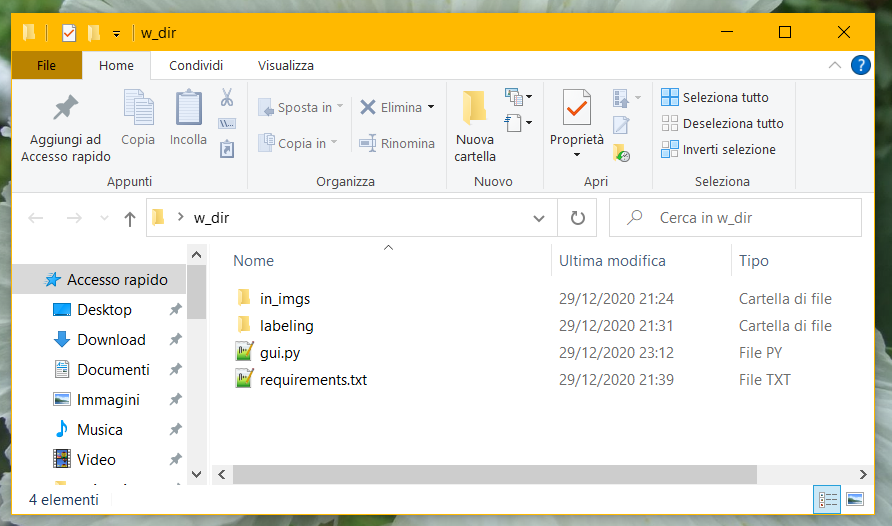 w_dir
File Home Condividi Visualizza
Aggiungi ad
Accesso rapido
Copia
Incolla
Appunti
Sposta in
Copia in
Elimina
Rinomina
Organizza
Nuova
cartella
Nuovo
Proprietà
Apri
Seleziona tutto
Deseleziona tutto
Inverti selezione
Seleziona
w_dir
Cerca in w_dir
Accesso rapido
Desktop
Download
Documenti
Immagini
Musica
Video
Nome Ultima modifica Tipo
in_imgs 29/12/2020 21:24 Cartella di file
labeling 29/12/2020 21:31 Cartella di file
gui.py 29/12/2020 23:12 File PY
requirements.txt 29/12/2020 21:39 File TXT
4 elementi